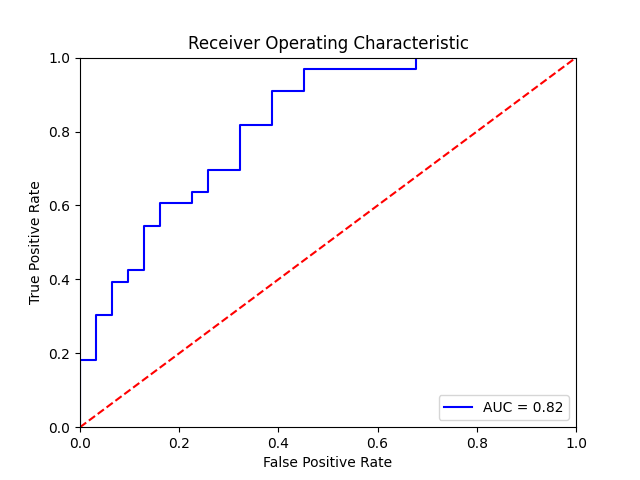 Receiver Operating Characteristic
True Positive Rate
1.0
0.8
0.6
0.4
0.2
0.0
0.0 0.2 0.4 0.6 0.8 1.0
False Positive Rate
AUC = 0.82